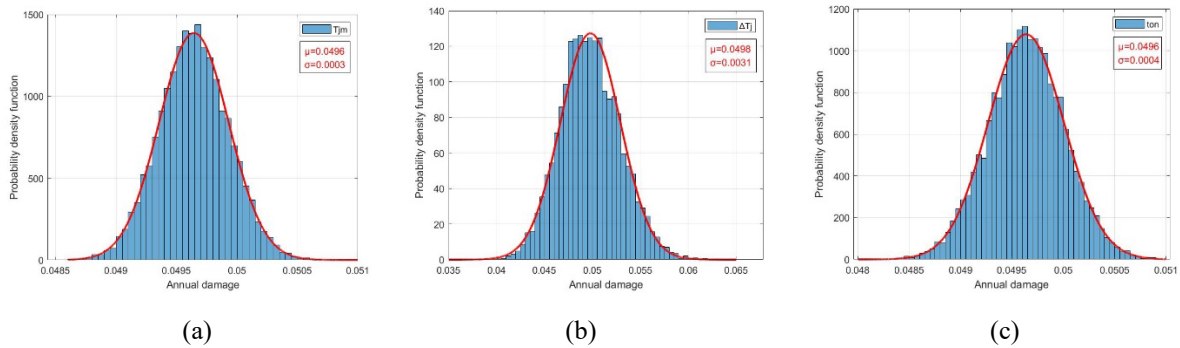 Probability density function
1500
1000
500
0
0.0485
0.049
0.0495
0.05
0.0505
0.051
Annual damage
Tjm
μ=0.0496
σ=0.0003
(a)
Probability density function
140
120
100
80
60
40
20
0
0.035
0.04
0.045
0.05
0.055
0.06
0.065
Annual damage
ΔTj
μ=0.0498
σ=0.0031
(b)
Probability density function
1200
1000
800
600
400
200
0
0.048
0.0485
0.049
0.0495
0.05
0.0505
0.051
Annual damage
ton
μ=0.0496
σ=0.0004
(c)